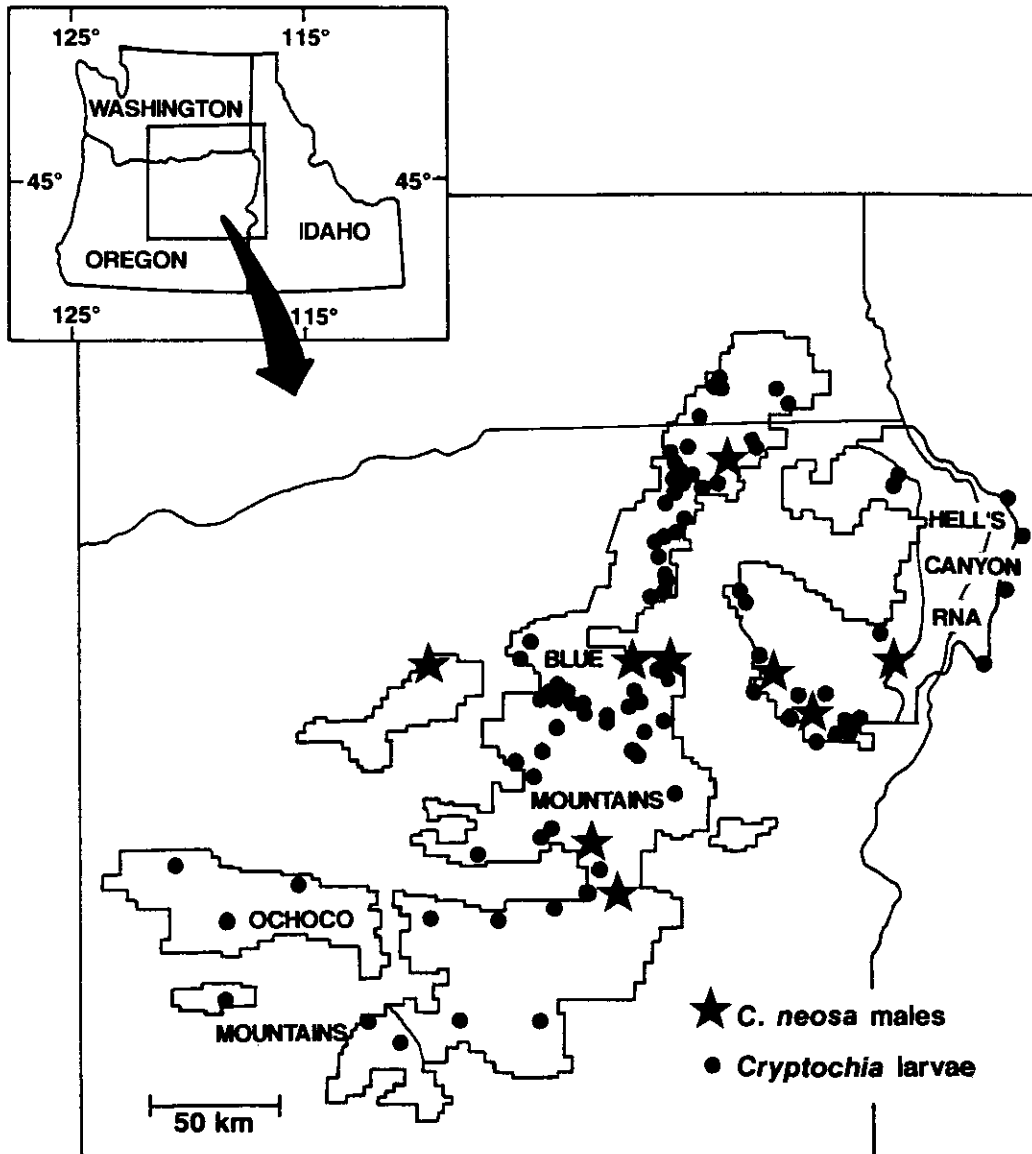 125°
115°
WASHINGTON
45°
45°
IDAHO
OREGON
125°
115°
HELL'S
CANYON
RNA
BLUE
MOUNTAINS
OCHOCO
MOUNTAINS
C. neosa males
Cryptochia larvae
50 km